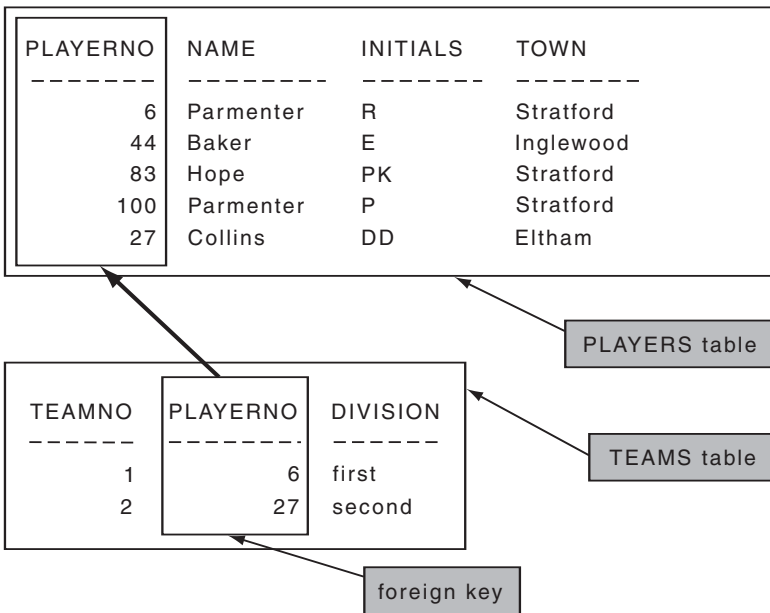 PLAYERNO NAME INITIALS TOWN
6 Parmenter R Stratford
44 Baker E Inglewood
83 Hope PK Stratford
100 Parmenter P Stratford
27 Collins DD Eltham
PLAYERS table
TEAMNO PLAYERNO DIVISION
1 6 first
2 27 second
TEAMS table
foreign key